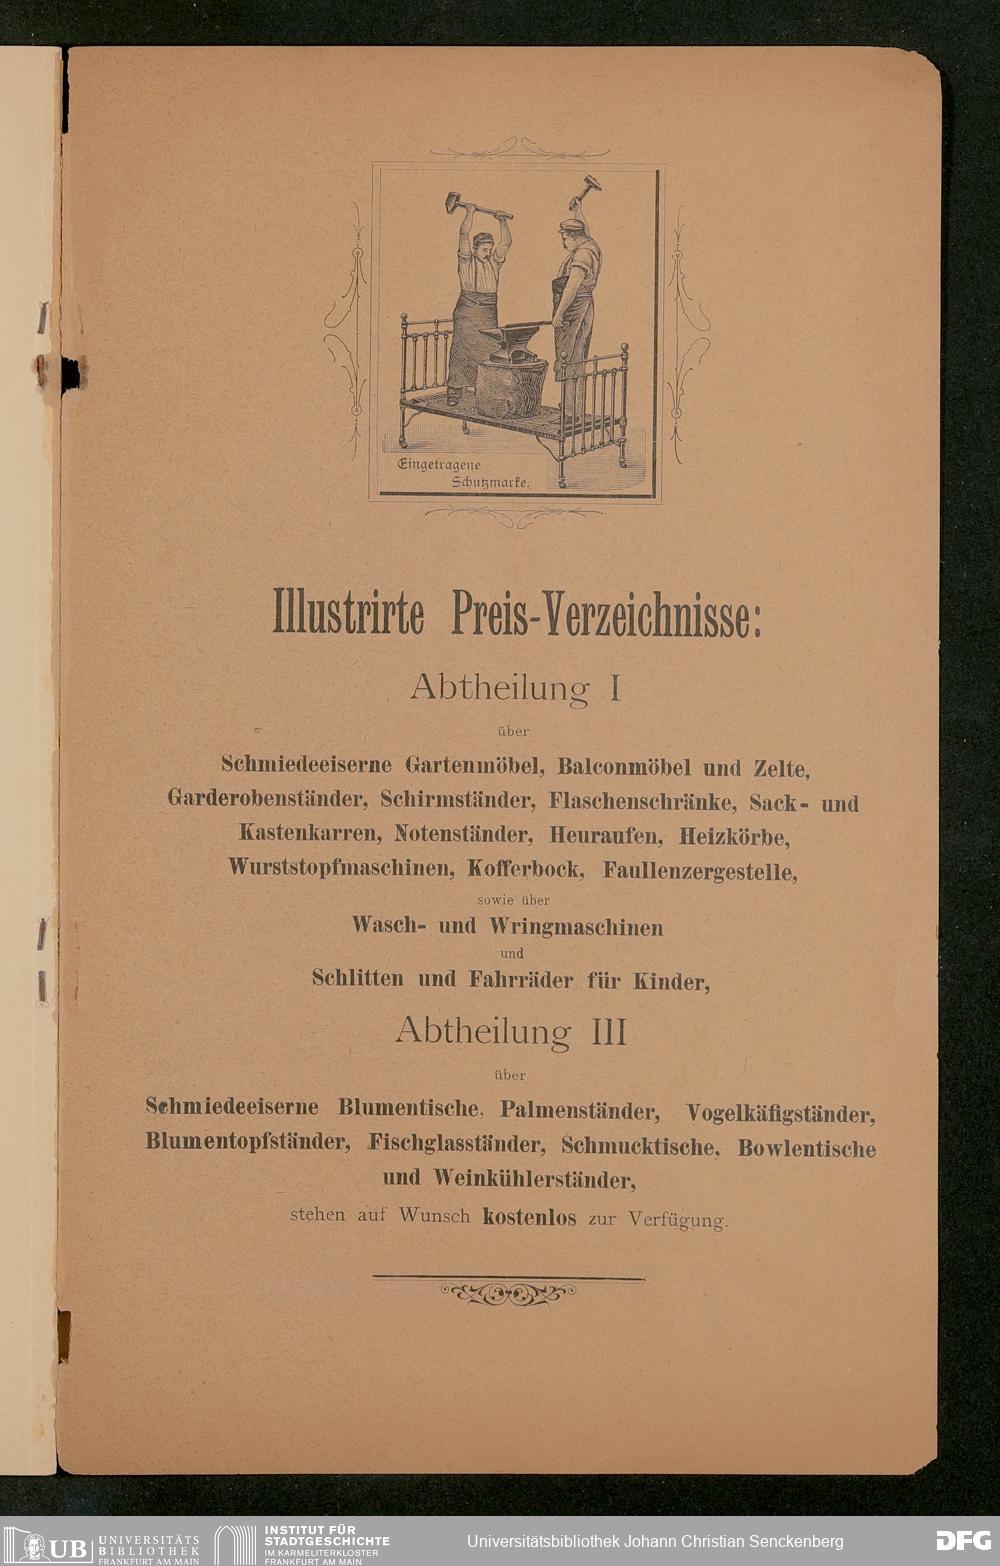 Eingetragene
Schutzmarke.
Illustrirte Preis-Verzeichnisse:
Abtheilung I
über
Schmiedeeiserne Gartenmöbel, Balconmöbel und Zelte,
Garderobenständer, Schirmständer, Flaschenschränke, Sack- und
Kastenkarren, Notenständer, Heuraufen, Heizkörbe,
Wurststopfmaschinen, Kofferbock, Faullenzergestelle,
sowie über
Wasch- und Wringmaschinen
und
Schlitten und Fahrräder für Kinder,
Abtheilung III
über
Schmiedeeiserne Blumentische, Palmenständer, Vogelkäfigständer,
Blumentopfständer, Fischglasständer, Schmucktische, Bowlentische
und Weinkühlerständer,
stehen auf Wunsch kostenlos zur Verfügung.
UB UNIVERSITÄTS
BIBLIOTHEK
FRANKFURT AM MAIN
INSTITUT FÜR
STADTGESCHICHTE
IM KARMELITERKLOSTER
FRANKFURT AM MAIN
Universitätsbibliothek Johann Christian Senckenberg
DFG